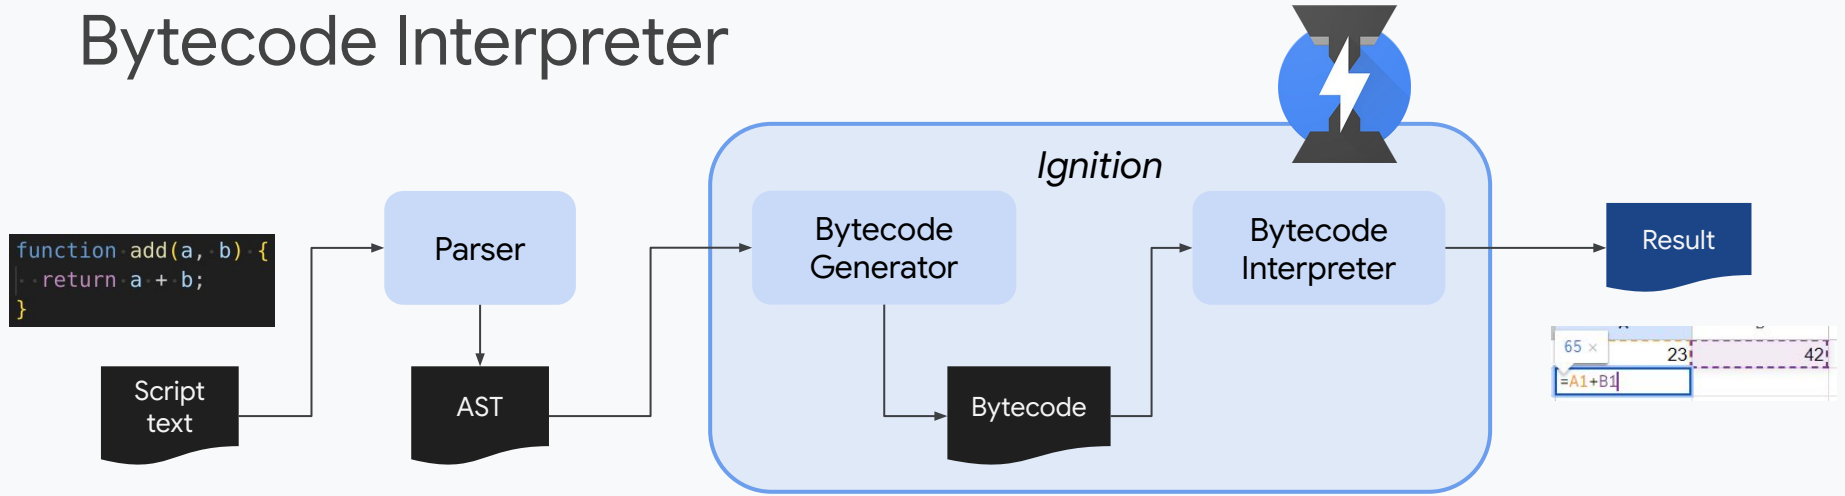 Bytecode Interpreter
Ignition
function add(a, b) {
return a + b;
}
Script
text
Parser
AST
Bytecode
Generator
Bytecode
Bytecode
Interpreter
Result
65 ×
23
42
=A1+B1